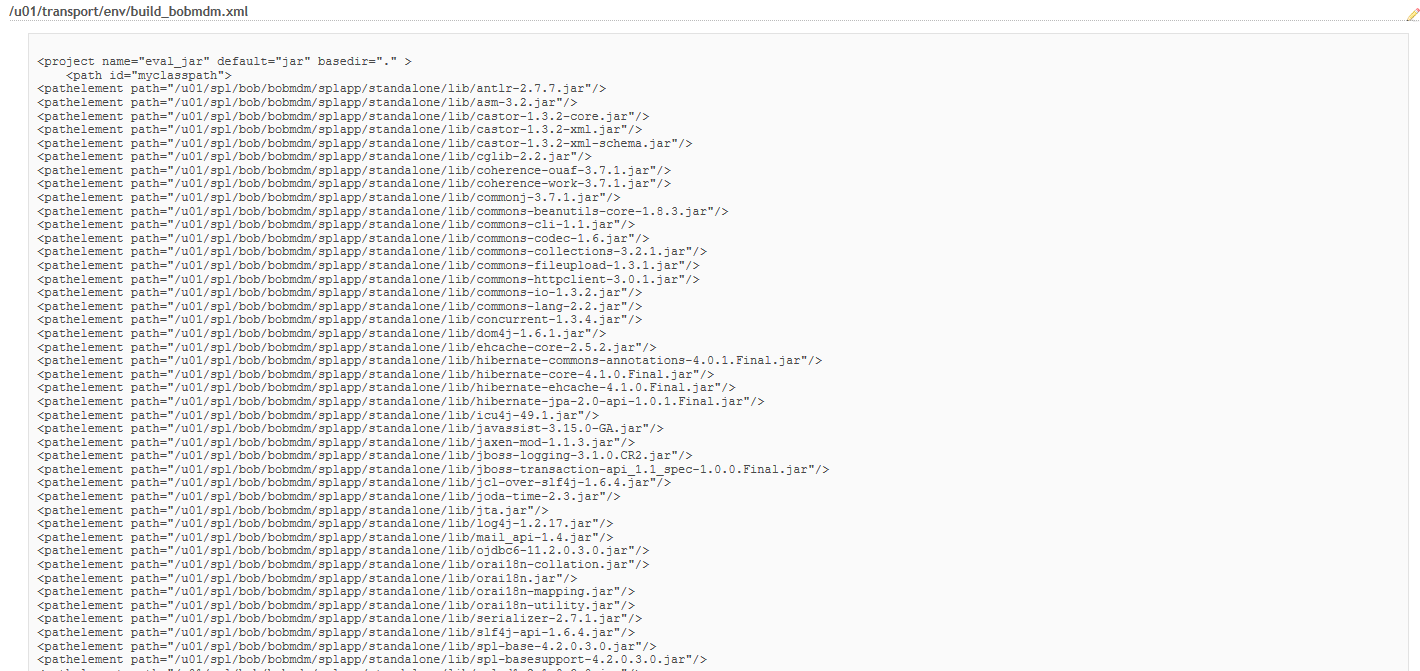 /u01/transport/env/build_bobmdm.xml
<project name="eval_jar" default="jar" basedir="." >
<path id="myclasspath">
<pathelement path="/u01/spl/bob/bobmdm/splapp/standalone/lib/antlr-2.7.7.jar"/>
<pathelement path="/u01/spl/bob/bobmdm/splapp/standalone/lib/asm-3.2.jar"/>
<pathelement path="/u01/spl/bob/bobmdm/splapp/standalone/lib/castor-1.3.2-core.jar"/>
<pathelement path="/u01/spl/bob/bobmdm/splapp/standalone/lib/castor-1.3.2-xml.jar"/>
<pathelement path="/u01/spl/bob/bobmdm/splapp/standalone/lib/castor-1.3.2-xml-schema.jar"/>
<pathelement path="/u01/spl/bob/bobmdm/splapp/standalone/lib/cglib-2.2.jar"/>
<pathelement path="/u01/spl/bob/bobmdm/splapp/standalone/lib/coherence-ouaf-3.7.1.jar"/>
<pathelement path="/u01/spl/bob/bobmdm/splapp/standalone/lib/coherence-work-3.7.1.jar"/>
<pathelement path="/u01/spl/bob/bobmdm/splapp/standalone/lib/commonj-3.7.1.jar"/>
<pathelement path="/u01/spl/bob/bobmdm/splapp/standalone/lib/commons-beanutils-core-1.8.3.jar"/>
<pathelement path="/u01/spl/bob/bobmdm/splapp/standalone/lib/commons-cli-1.1.jar"/>
<pathelement path="/u01/spl/bob/bobmdm/splapp/standalone/lib/commons-codec-1.6.jar"/>
<pathelement path="/u01/spl/bob/bobmdm/splapp/standalone/lib/commons-collections-3.2.1.jar"/>
<pathelement path="/u01/spl/bob/bobmdm/splapp/standalone/lib/commons-fileupload-1.3.1.jar"/>
<pathelement path="/u01/spl/bob/bobmdm/splapp/standalone/lib/commons-httpclient-3.0.1.jar"/>
<pathelement path="/u01/spl/bob/bobmdm/splapp/standalone/lib/commons-io-1.3.2.jar"/>
<pathelement path="/u01/spl/bob/bobmdm/splapp/standalone/lib/commons-lang-2.2.jar"/>
<pathelement path="/u01/spl/bob/bobmdm/splapp/standalone/lib/concurrent-1.3.4.jar"/>
<pathelement path="/u01/spl/bob/bobmdm/splapp/standalone/lib/dom4j-1.6.1.jar"/>
<pathelement path="/u01/spl/bob/bobmdm/splapp/standalone/lib/ehcache-core-2.5.2.jar"/>
<pathelement path="/u01/spl/bob/bobmdm/splapp/standalone/lib/hibernate-commons-annotations-4.0.1.Final.jar"/>
<pathelement path="/u01/spl/bob/bobmdm/splapp/standalone/lib/hibernate-core-4.1.0.Final.jar"/>
<pathelement path="/u01/spl/bob/bobmdm/splapp/standalone/lib/hibernate-ehcache-4.1.0.Final.jar"/>
<pathelement path="/u01/spl/bob/bobmdm/splapp/standalone/lib/hibernate-jpa-2.0-api-1.0.1.Final.jar"/>
<pathelement path="/u01/spl/bob/bobmdm/splapp/standalone/lib/icu4j-49.1.jar"/>
<pathelement path="/u01/spl/bob/bobmdm/splapp/standalone/lib/javassist-3.15.0-GA.jar"/>
<pathelement path="/u01/spl/bob/bobmdm/splapp/standalone/lib/jaxen-mod-1.1.3.jar"/>
<pathelement path="/u01/spl/bob/bobmdm/splapp/standalone/lib/jboss-logging-3.1.0.CR2.jar"/>
<pathelement path="/u01/spl/bob/bobmdm/splapp/standalone/lib/jboss-transaction-api_1.1_spec-1.0.0.Final.jar"/>
<pathelement path="/u01/spl/bob/bobmdm/splapp/standalone/lib/jcl-over-slf4j-1.6.4.jar"/>
<pathelement path="/u01/spl/bob/bobmdm/splapp/standalone/lib/joda-time-2.3.jar"/>
<pathelement path="/u01/spl/bob/bobmdm/splapp/standalone/lib/jta.jar"/>
<pathelement path="/u01/spl/bob/bobmdm/splapp/standalone/lib/log4j-1.2.17.jar"/>
<pathelement path="/u01/spl/bob/bobmdm/splapp/standalone/lib/mail_api-1.4.jar"/>
<pathelement path="/u01/spl/bob/bobmdm/splapp/standalone/lib/ojdbc6-11.2.0.3.0.jar"/>
<pathelement path="/u01/spl/bob/bobmdm/splapp/standalone/lib/orai18n-collation.jar"/>
<pathelement path="/u01/spl/bob/bobmdm/splapp/standalone/lib/orai18n.jar"/>
<pathelement path="/u01/spl/bob/bobmdm/splapp/standalone/lib/orai18n-mapping.jar"/>
<pathelement path="/u01/spl/bob/bobmdm/splapp/standalone/lib/orai18n-utility.jar"/>
<pathelement path="/u01/spl/bob/bobmdm/splapp/standalone/lib/serializer-2.7.1.jar"/>
<pathelement path="/u01/spl/bob/bobmdm/splapp/standalone/lib/slf4j-api-1.6.4.jar"/>
<pathelement path="/u01/spl/bob/bobmdm/splapp/standalone/lib/spl-base-4.2.0.3.0.jar"/>
<pathelement path="/u01/spl/bob/bobmdm/splapp/standalone/lib/spl-basesupport-4.2.0.3.0.jar"/>